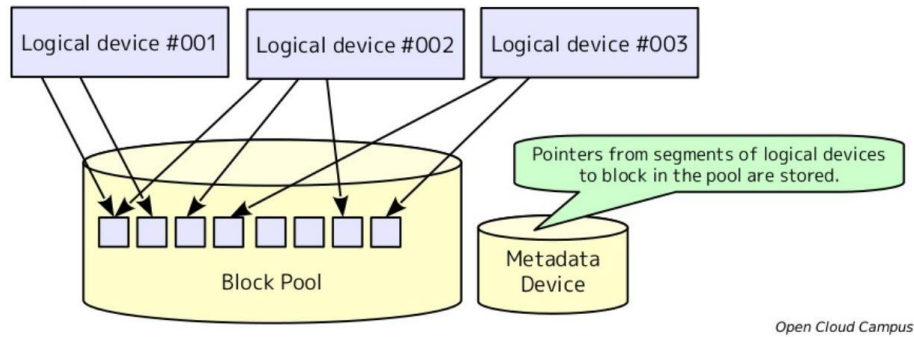 Logical device #001
Logical device #002
Logical device #003
Pointers from segments of logical devices
to block in the pool are stored.
Block Pool
Metadata
Device
Open Cloud Campus